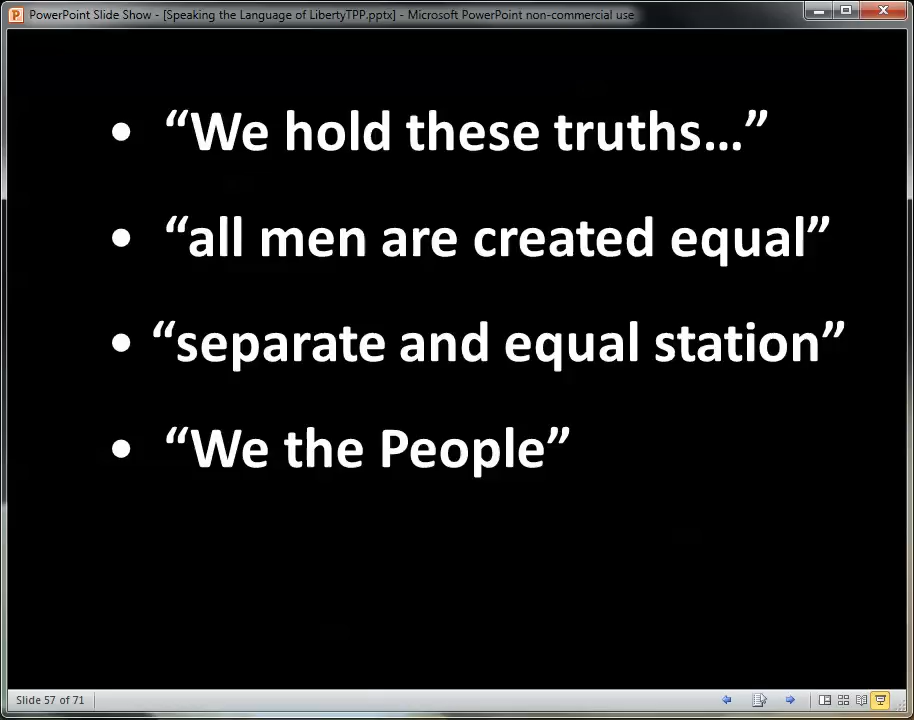 PowerPoint Slide Show - [Speaking the Language of LibertyTPP.pptx] - Microsoft PowerPoint non-commercial use
• “We hold these truths…”
• “all men are created equal”
• “separate and equal station”
• “We the People”
Slide 57 of 71